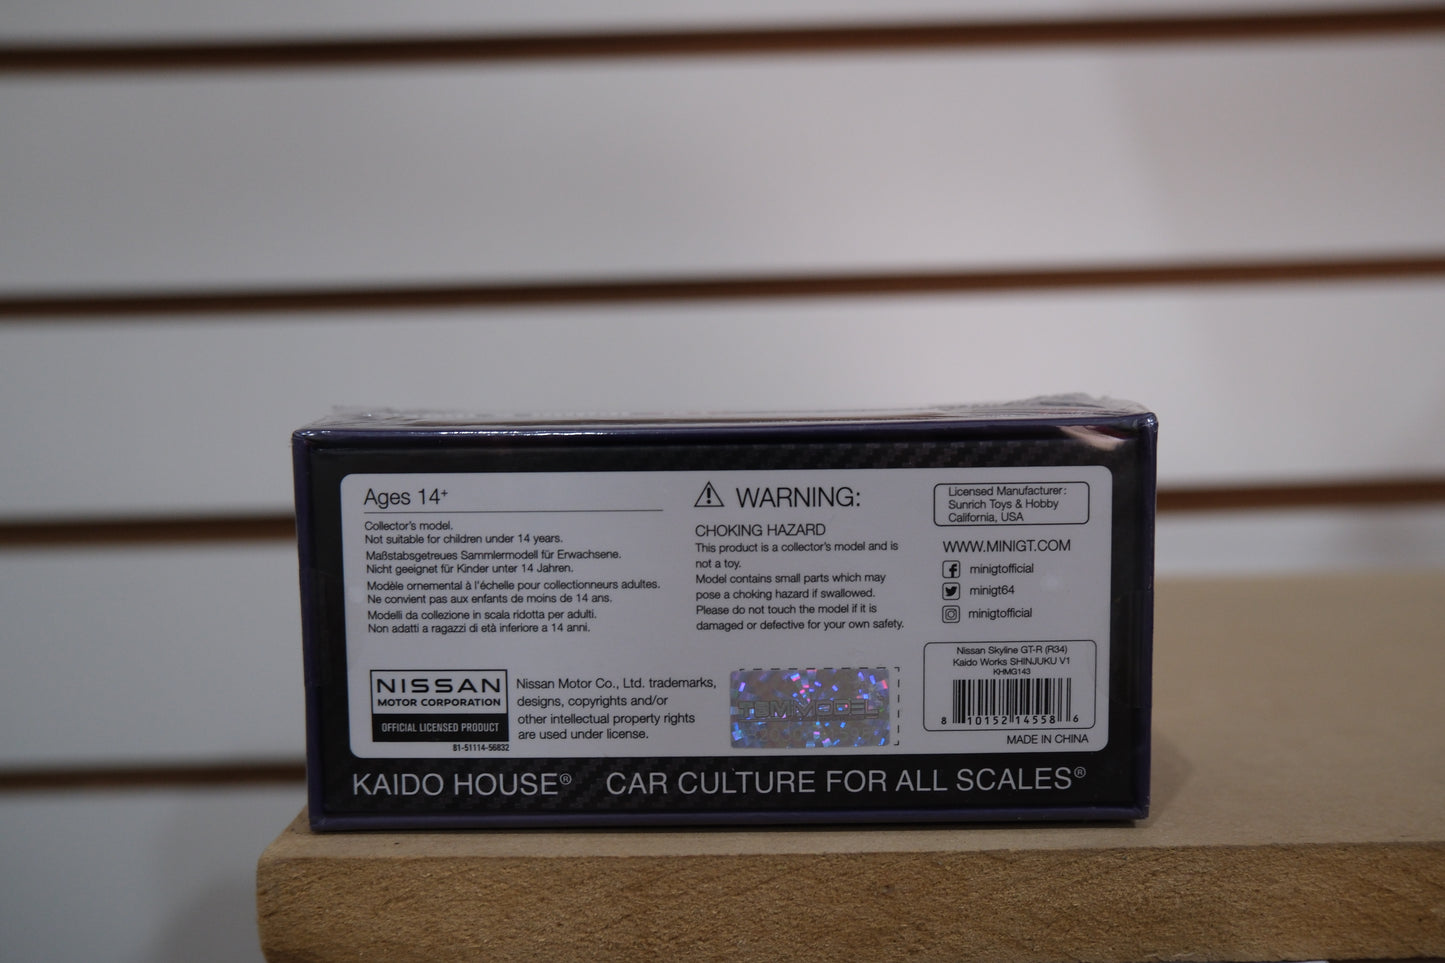 Ages 14+
Collector's model.
Not suitable for children under 14 years.
Maßstabsgetreues Sammlermodell für Erwachsene.
Nicht geeignet für Kinder unter 14 Jahren.
Modèle ornemental à l'échelle pour collectionneurs adultes.
Ne convient pas aux enfants de moins de 14 ans.
Modelli da collezione in scala ridotta per adulti.
Non adatti a ragazzi di età inferiore a 14 anni.
WARNING:
CHOKING HAZARD
This product is a collector's model and is
not a toy.
Model contains small parts which may
pose a choking hazard if swallowed.
Please do not touch the model if it is
damaged or defective for your own safety.
Licensed Manufacturer:
Sunrich Toys & Hobby
California, USA
WWW.MINIGT.COM
minigtofficial
minigt64
minigtofficial
NISSAN
MOTOR CORPORATION
OFFICIAL LICENSED PRODUCT
81-51114-56832
Nissan Motor Co., Ltd. trademarks,
designs, copyrights and/or
other intellectual property rights
are used under license.
TSM MODEL
Nissan Skyline GT-R (R34)
Kaido Works SHINJUKU V1
KHMG143
8 10152 14558 6
MADE IN CHINA
KAIDO HOUSE® CAR CULTURE FOR ALL SCALES®